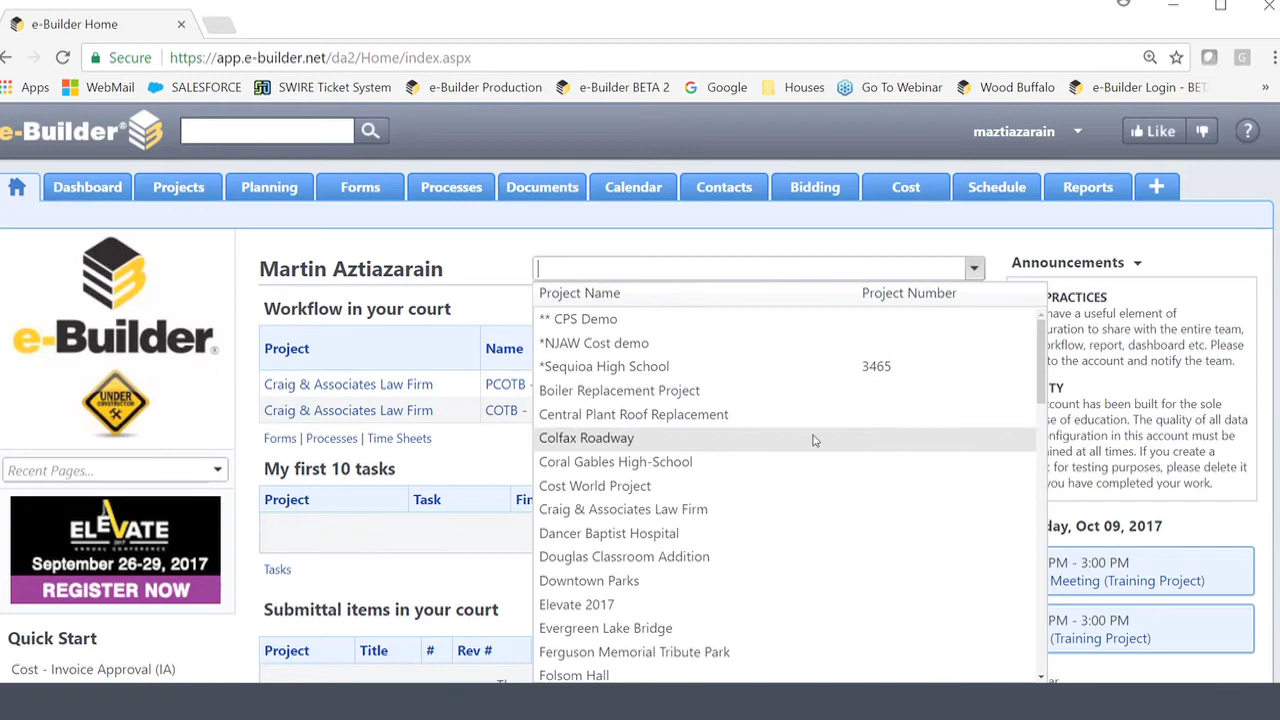 e-Builder Home
Secure https://app.e-builder.net/da2/Home/index.aspx
Apps WebMail SALESFORCE SWIRE Ticket System e-Builder Production e-Builder BETA 2 Google Houses Go To Webinar Wood Buffalo e-Builder Login - BET
e-Builder® maztiazarain Like ?
Dashboard Projects Planning Forms Processes Documents Calendar Contacts Bidding Cost Schedule Reports +
e-Builder®
UNDER CONSTRUCTION
Recent Pages...
ELEVATE
ANNUAL CONFERENCE
September 26-29, 2017
REGISTER NOW
Quick Start
Cost - Invoice Approval (IA)
Martin Aztiazarain
Workflow in your court
Project Name
Craig & Associates Law Firm PCOTB -
Craig & Associates Law Firm COTB -
Forms | Processes | Time Sheets
My first 10 tasks
Project Task Fin
Tasks
Submittal items in your court
Project Title # Rev #
Project Name Project Number
** CPS Demo
*NJAW Cost demo
*Sequioa High School 3465
Boiler Replacement Project
Central Plant Roof Replacement
Colfax Roadway
Coral Gables High-School
Cost World Project
Craig & Associates Law Firm
Dancer Baptist Hospital
Douglas Classroom Addition
Downtown Parks
Elevate 2017
Evergreen Lake Bridge
Ferguson Memorial Tribute Park
Folsom Hall
Announcements
PRACTICES
have a useful element of
uration to share with the entire team,
orkflow, report, dashboard etc. Please
to the account and notify the team.
TY
ccount has been built for the sole
se of education. The quality of all data
onfiguration in this account must be
ained at all times. If you create a
t for testing purposes, please delete it
you have completed your work.
day, Oct 09, 2017
PM - 3:00 PM
Meeting (Training Project)
PM - 3:00 PM
(Training Project)